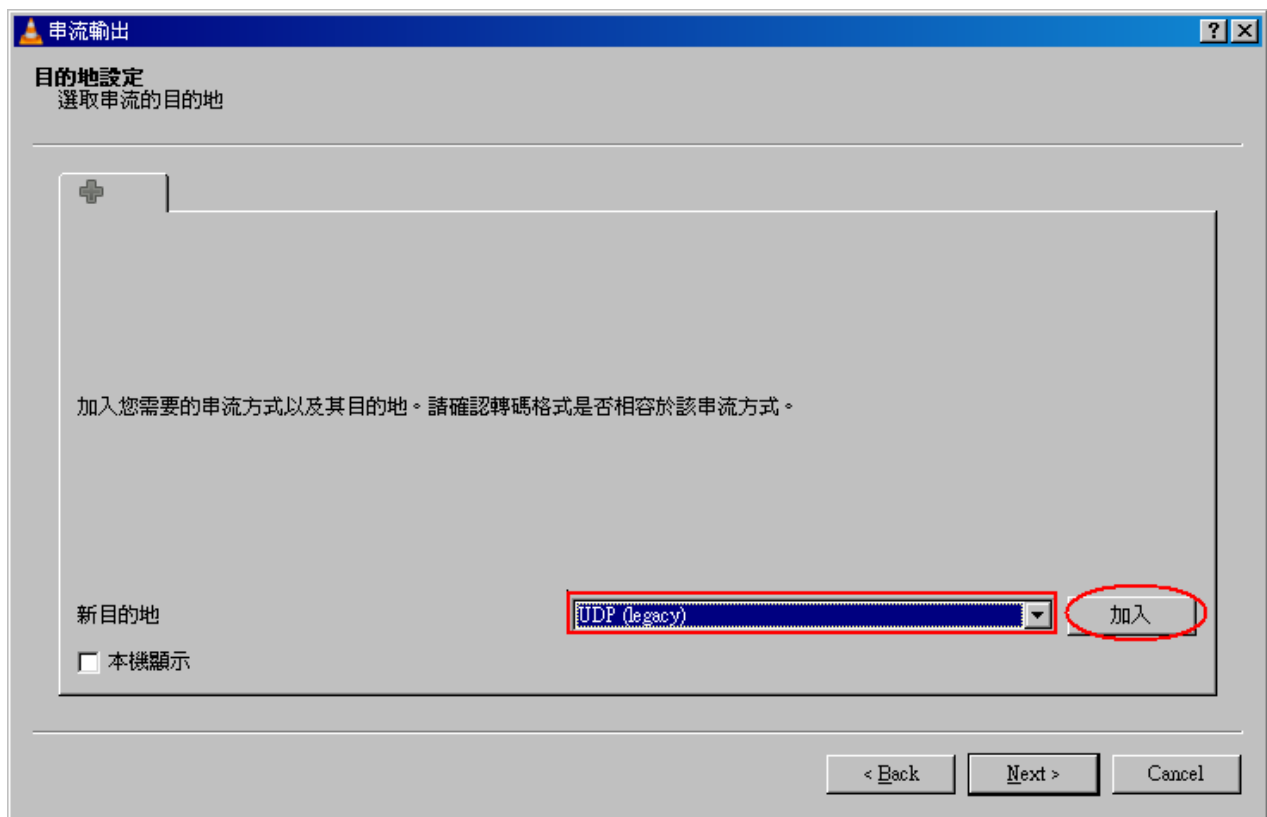 串流輸出
目的地設定
選取串流的目的地
加入您需要的串流方式以及其目的地。請確認轉碼格式是否相容於該串流方式。
新目的地
UDP (legacy)
加入
本機顯示
< Back
Next >
Cancel